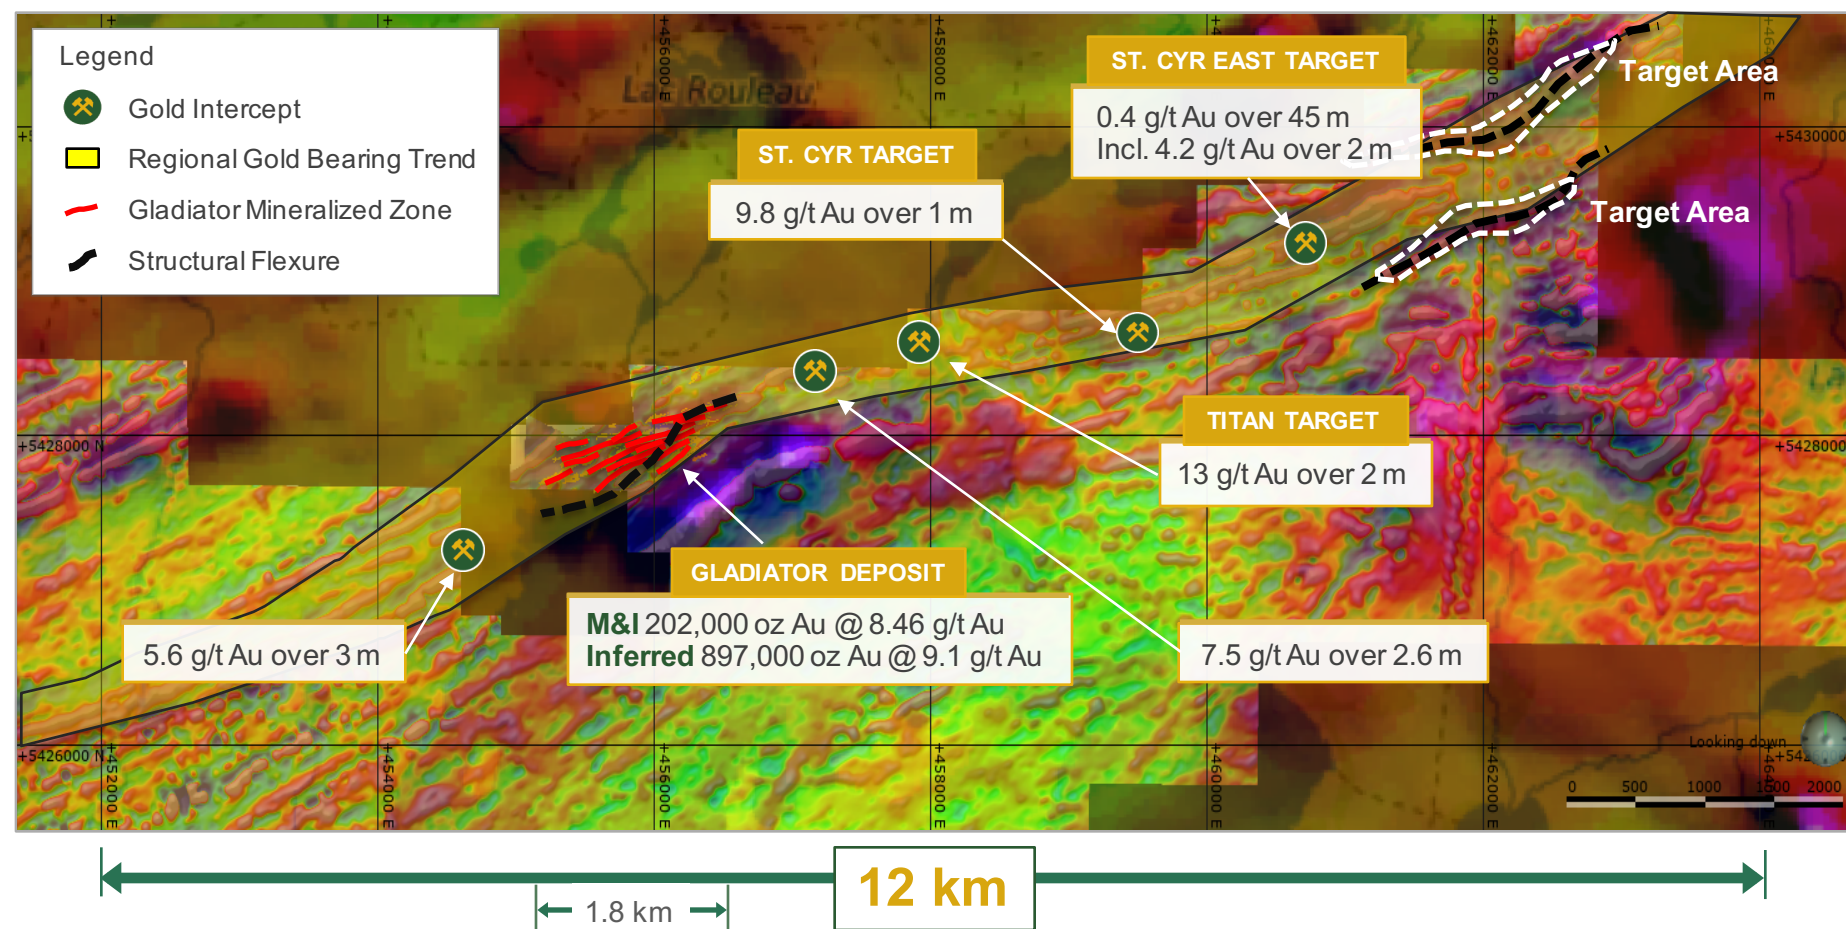 Legend
Gold Intercept
Regional Gold Bearing Trend
Gladiator Mineralized Zone
Structural Flexure
Lac Rouleau
ST. CYR TARGET
9.8 g/t Au over 1 m
ST. CYR EAST TARGET
0.4 g/t Au over 45 m
Incl. 4.2 g/t Au over 2 m
Target Area
Target Area
+5430000
TITAN TARGET
13 g/t Au over 2 m
+5428000 N
+5428000
GLADIATOR DEPOSIT
M&I 202,000 oz Au @ 8.46 g/t Au
Inferred 897,000 oz Au @ 9.1 g/t Au
5.6 g/t Au over 3 m
7.5 g/t Au over 2.6 m
+5426000 N
Looking down
+456000 E
+458000 E
+462000 E
+452000 E
+454000 E
+456000 E
+458000 E
+460000 E
+462000 E
+464000 E
0 500 1000 1500 2000
12 km
1.8 km